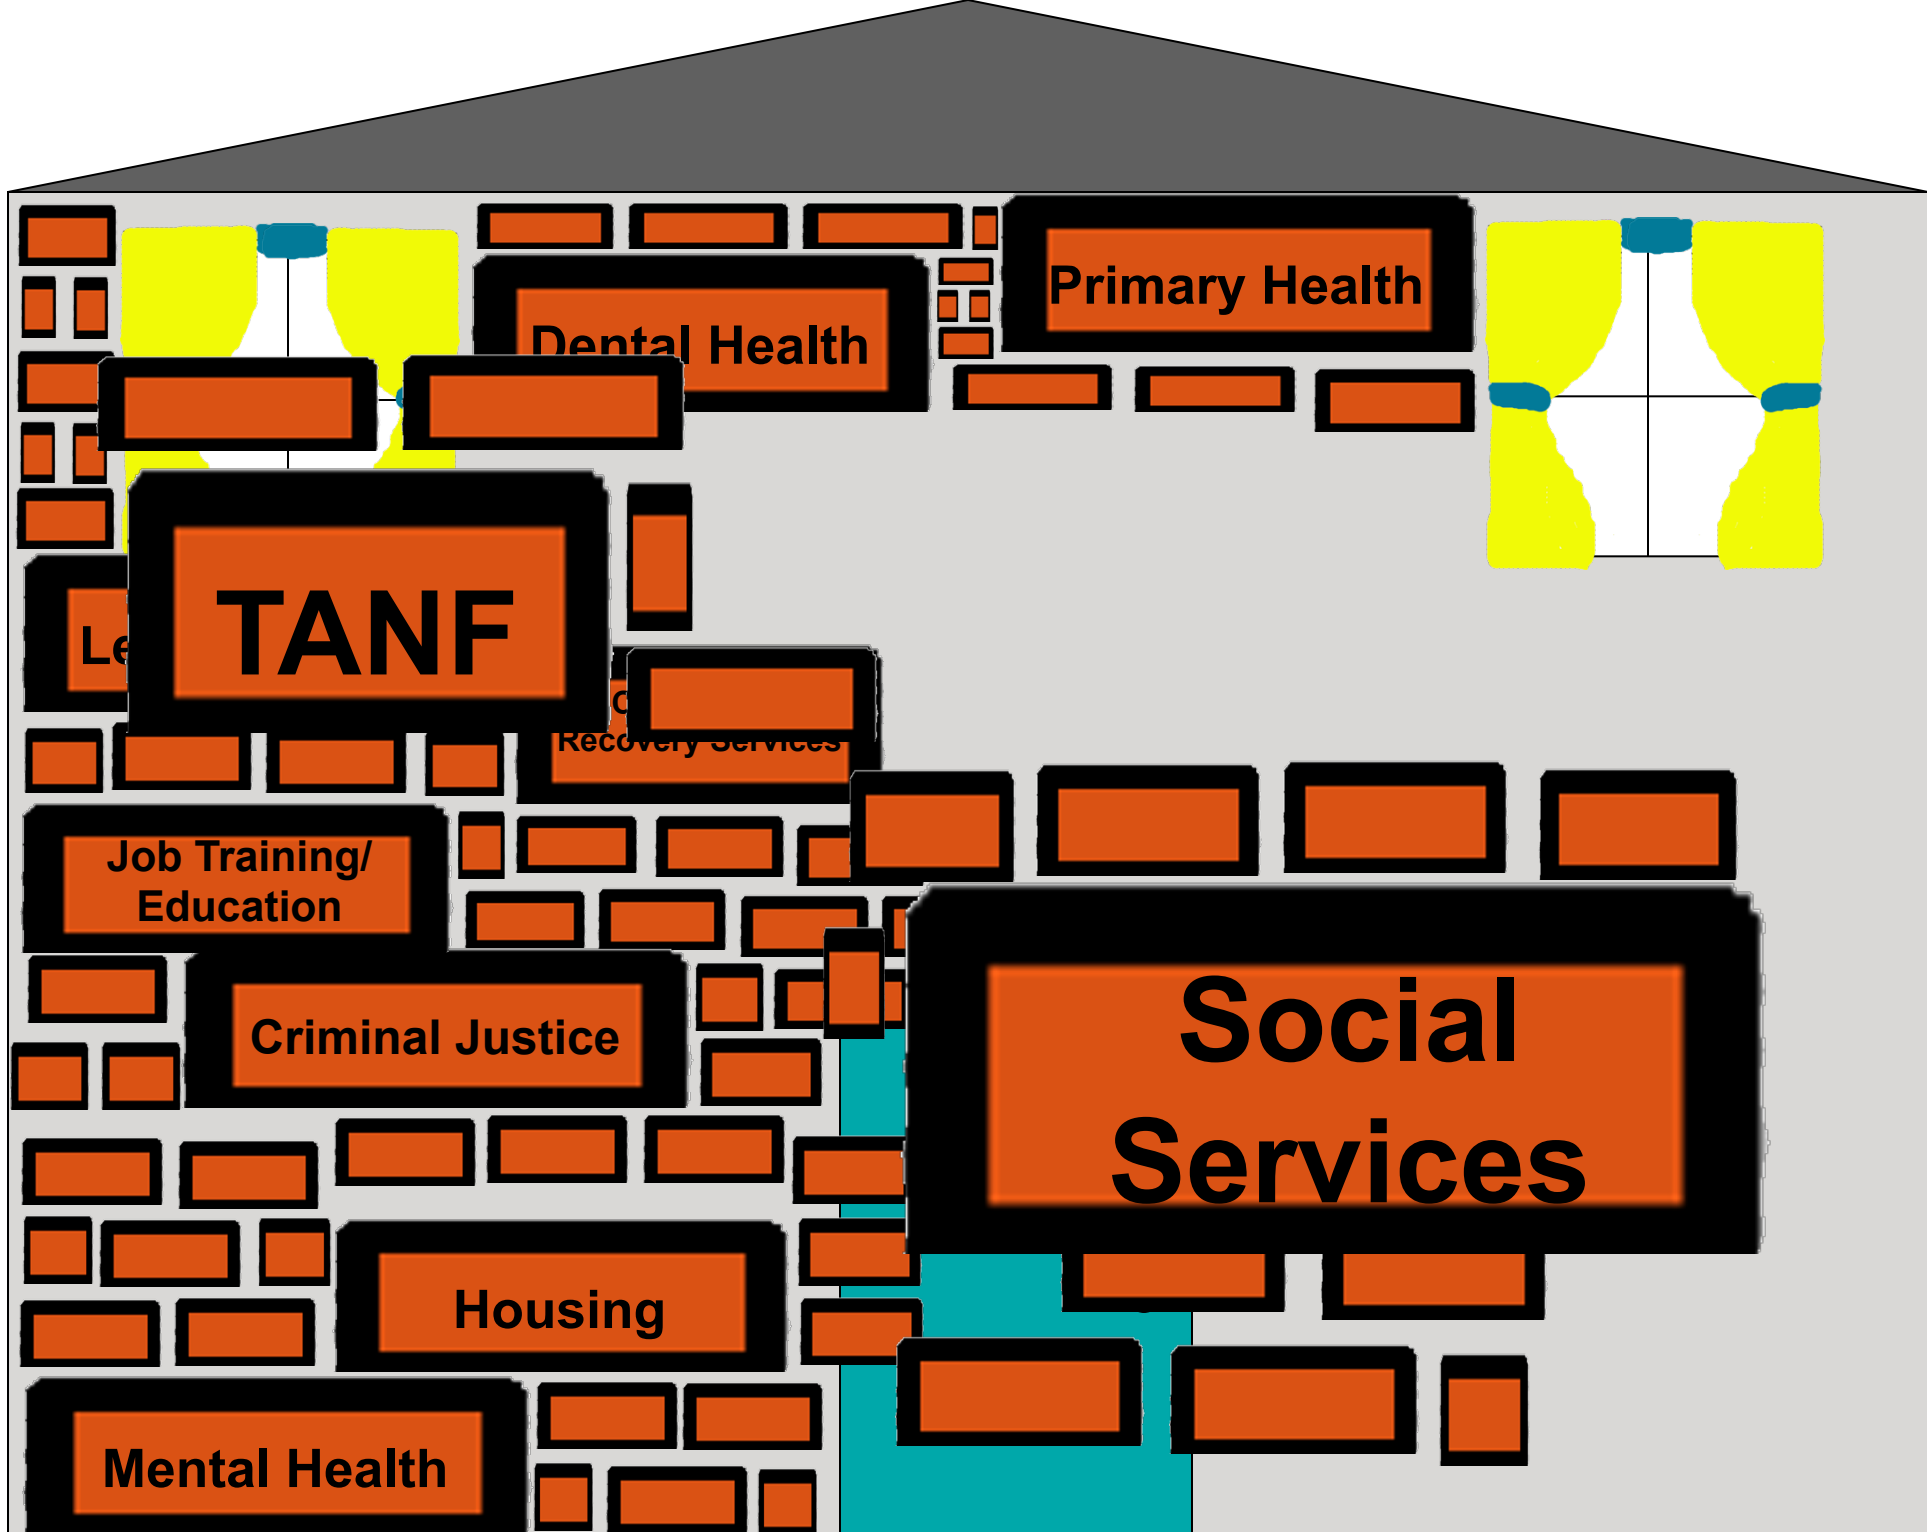 Primary Health
Dental Health
TANF
Recovery Services
Job Training/
Education
Criminal Justice
Social
Services
Housing
Mental Health